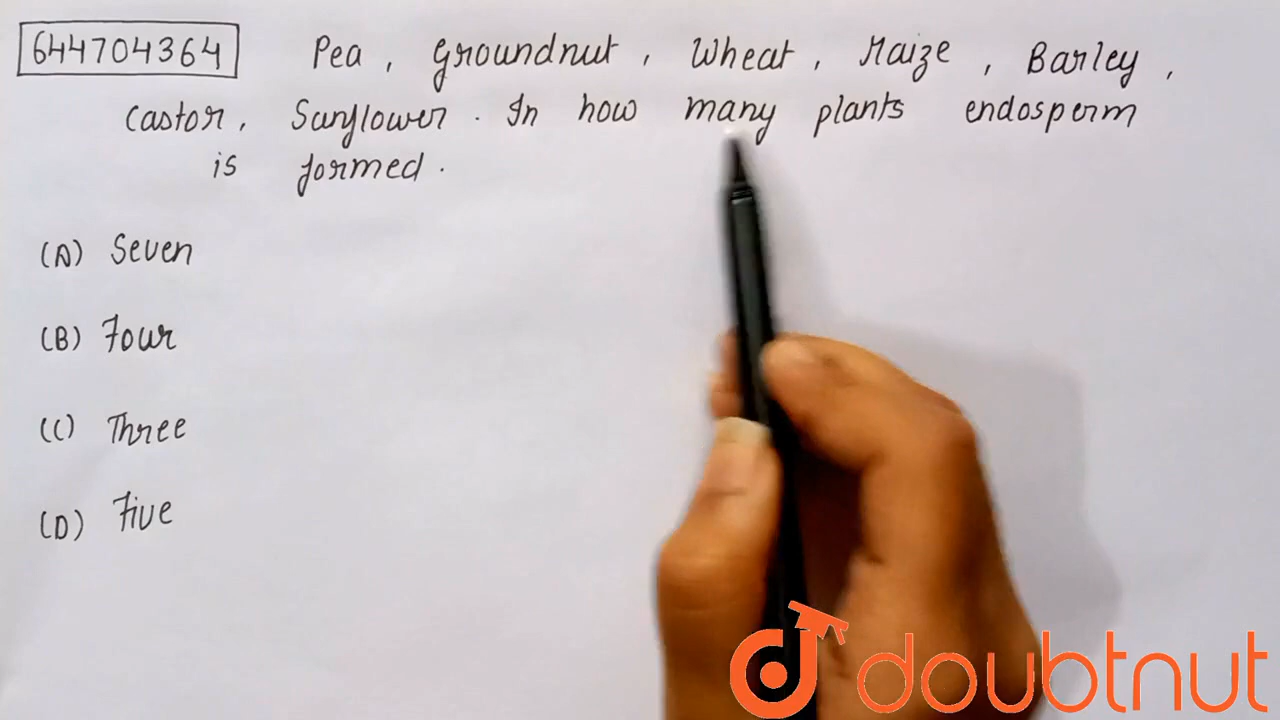 644704364 Pea, Groundnut, Wheat, Maize, Barley,
Castor, Sunflower. In how many plants endosperm
is formed.
(A) Seven
(B) Four
(C) Three
(D) Five
doubtnut